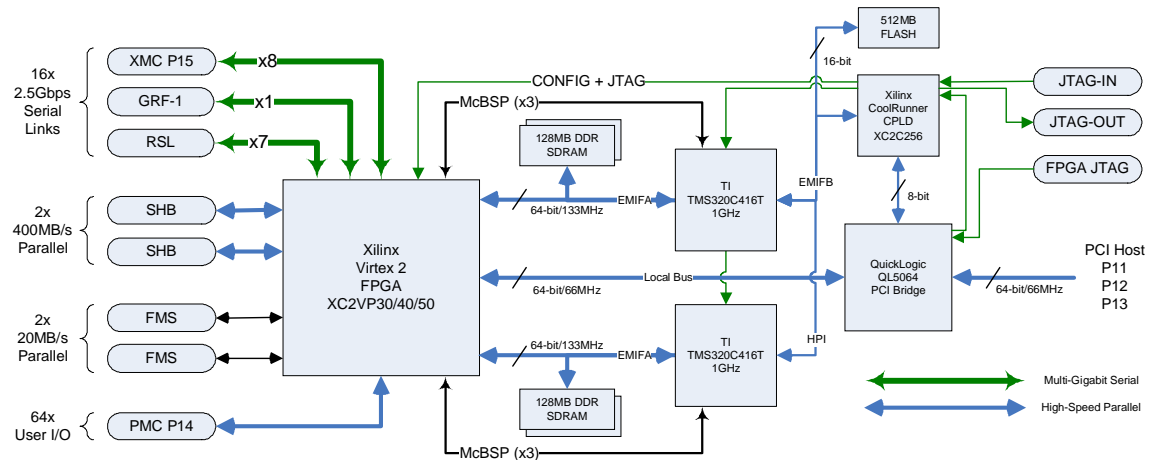 16x
2.5Gbps
Serial
Links
XMC P15
x8
GRF-1
x1
RSL
x7
2x
400MB/s
Parallel
SHB
SHB
2x
20MB/s
Parallel
FMS
FMS
64x
User I/O
PMC P14
Xilinx
Virtex 2
FPGA
XC2VP30/40/50
CONFIG + JTAG
McBSP (x3)
128MB DDR
SDRAM
64-bit/133MHz
EMIFA
TI
TMS320C416T
1GHz
EMIFB
Local Bus
64-bit/66MHz
64-bit/133MHz
EMIFA
TI
TMS320C416T
1GHz
HPI
128MB DDR
SDRAM
McBSP (x3)
512MB
FLASH
16-bit
Xilinx
CoolRunner
CPLD
XC2C256
8-bit
JTAG-IN
JTAG-OUT
FPGA JTAG
QuickLogic
QL5064
PCI Bridge
64-bit/66MHz
PCI Host
P11
P12
P13
Multi-Gigabit Serial
High-Speed Parallel